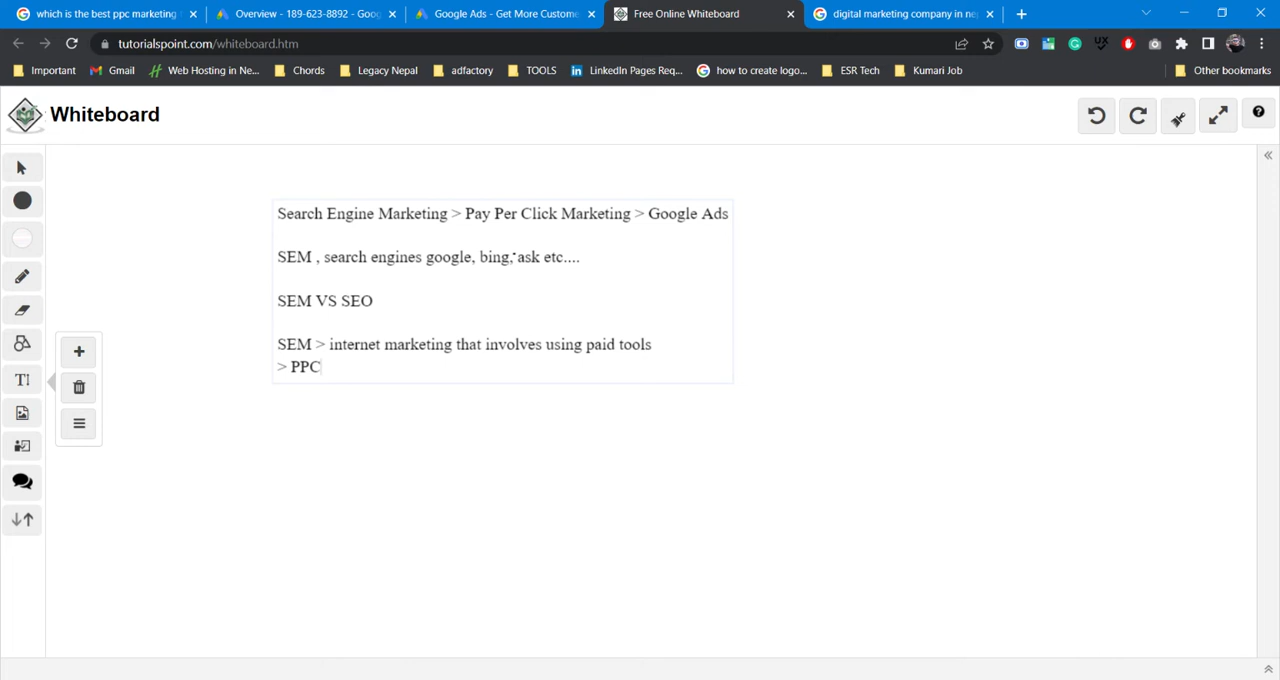 which is the best ppc marketing
Overview - 189-623-8892 - Goog
Google Ads - Get More Custome
Free Online Whiteboard
digital marketing company in ne
tutorialspoint.com/whiteboard.htm
Important
Gmail
Web Hosting in Ne...
Chords
Legacy Nepal
adfactory
TOOLS
LinkedIn Pages Req...
how to create logo...
ESR Tech
Kumari Job
Other bookmarks
Whiteboard
Search Engine Marketing > Pay Per Click Marketing > Google Ads
SEM , search engines google, bing, ask etc....
SEM VS SEO
SEM > internet marketing that involves using paid tools
> PPC